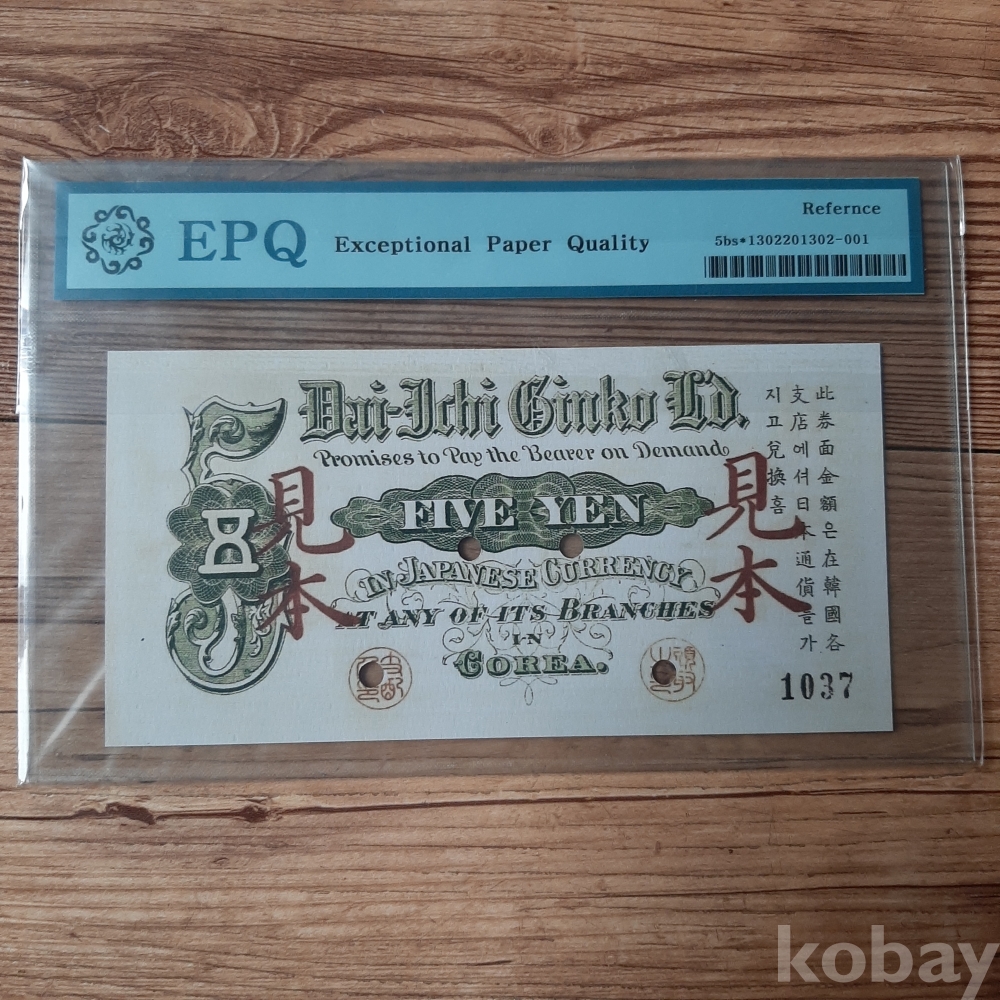 EPQ Exceptional Paper Quality
Refernce
5bs*1302201302-001
Dai-Ichi Ginko L'd.
Promises to Pay the Bearer on Demand
FIVE YEN
IN JAPANESE CURRENCY
AT ANY OF ITS BRANCHES
IN
COREA.
五
見本
見本
此券面金額은在韓國各
支店에셔日本通貨를가
지고兌換홈
1037
kobay